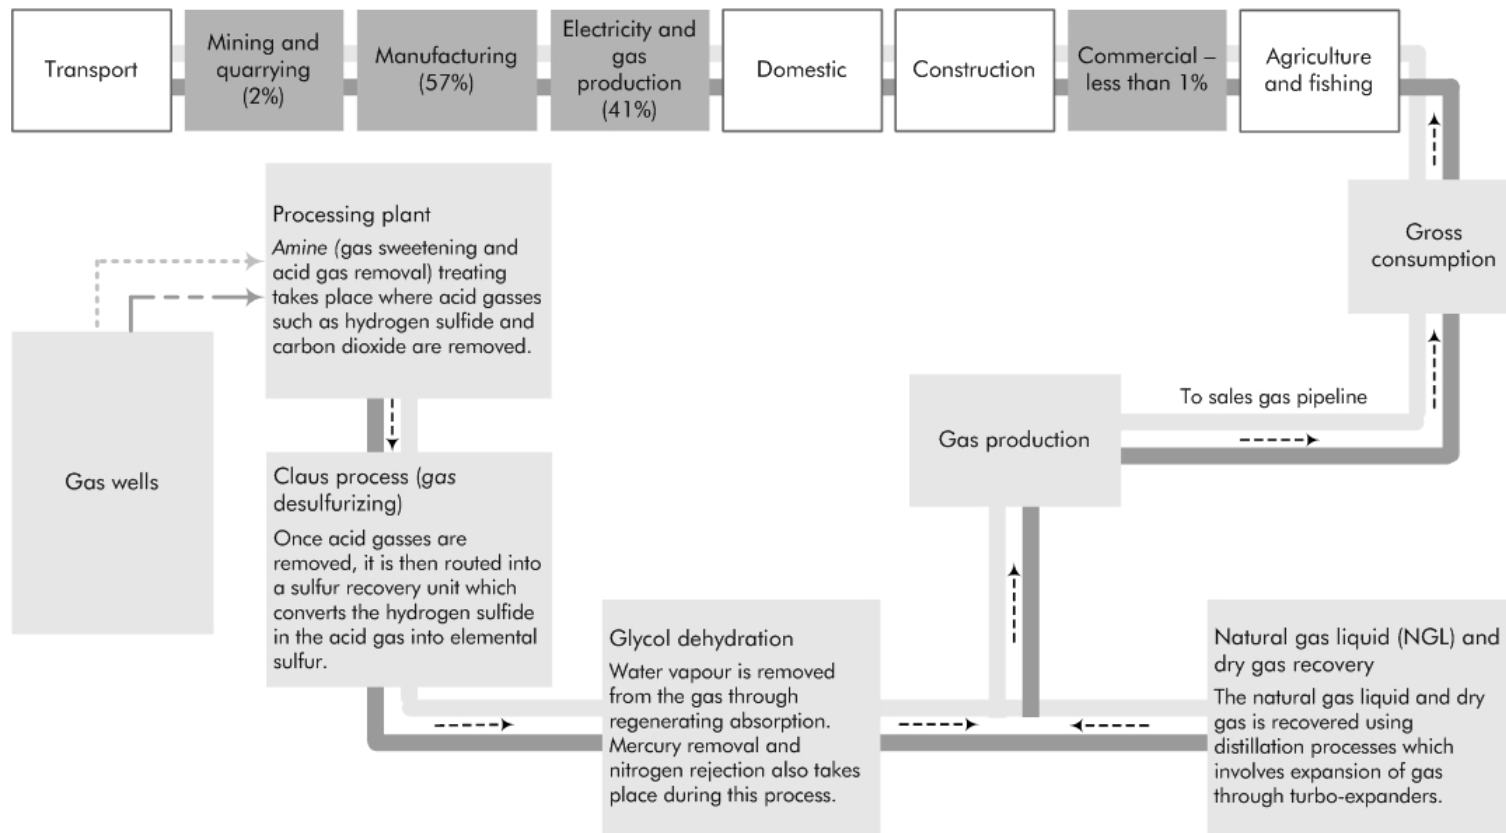 Transport
Mining and
quarrying
(2%)
Manufacturing
(57%)
Electricity and
gas
production
(41%)
Domestic
Construction
Commercial –
less than 1%
Agriculture
and fishing
Processing plant
Amine (gas sweetening and
acid gas removal) treating
takes place where acid gasses
such as hydrogen sulfide and
carbon dioxide are removed.
Gross
consumption
To sales gas pipeline
Gas production
Gas wells
Claus process (gas
desulfurizing)
Once acid gasses are
removed, it is then routed into
a sulfur recovery unit which
converts the hydrogen sulfide
in the acid gas into elemental
sulfur.
Glycol dehydration
Water vapour is removed
from the gas through
regenerating absorption.
Mercury removal and
nitrogen rejection also takes
place during this process.
Natural gas liquid (NGL) and
dry gas recovery
The natural gas liquid and dry
gas is recovered using
distillation processes which
involves expansion of gas
through turbo-expanders.